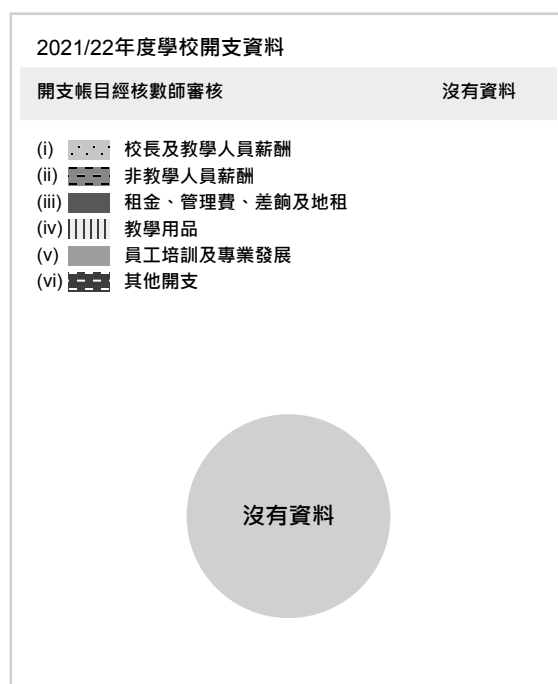 2021/22年度學校開支資料
開支帳目經核數師審核 沒有資料
(i) 校長及教學人員薪酬
(ii) 非教學人員薪酬
(iii) 租金、管理費、差餉及地租
(iv) 教學用品
(v) 員工培訓及專業發展
(vi) 其他開支
沒有資料